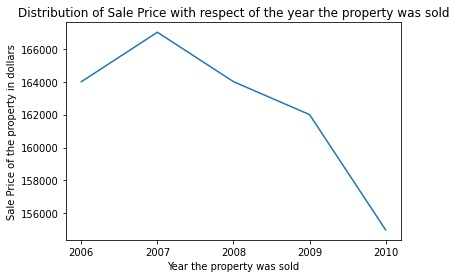 Distribution of Sale Price with respect of the year the property was sold
Sale Price of the property in dollars
166000
164000
162000
160000
158000
156000
2006 2007 2008 2009 2010
Year the property was sold